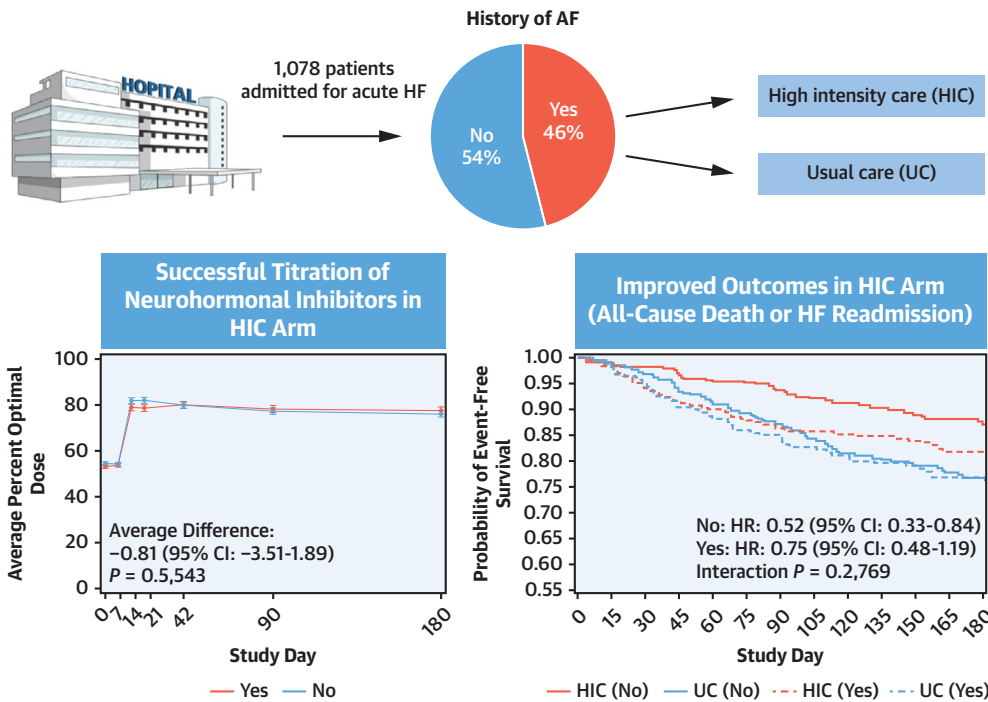 History of AF
HOPITAL
1,078 patients
admitted for acute HF
No
54%
Yes
46%
High intensity care (HIC)
Usual care (UC)
Successful Titration of
Neurohormonal Inhibitors in
HIC Arm
Average Percent Optimal
Dose
100
80
60
40
20
0
Average Difference:
−0.81 (95% CI: −3.51-1.89)
P = 0.5,543
0 7 14 21 42 90 180
Study Day
Yes No
Improved Outcomes in HIC Arm
(All-Cause Death or HF Readmission)
Probability of Event-Free
Survival
1.00
0.95
0.90
0.85
0.80
0.75
0.70
0.65
0.60
0.55
No: HR: 0.52 (95% CI: 0.33-0.84)
Yes: HR: 0.75 (95% CI: 0.48-1.19)
Interaction P = 0.2,769
0 15 30 45 60 75 90 105 120 135 150 165 180
Study Day
HIC (No) UC (No) HIC (Yes) UC (Yes)